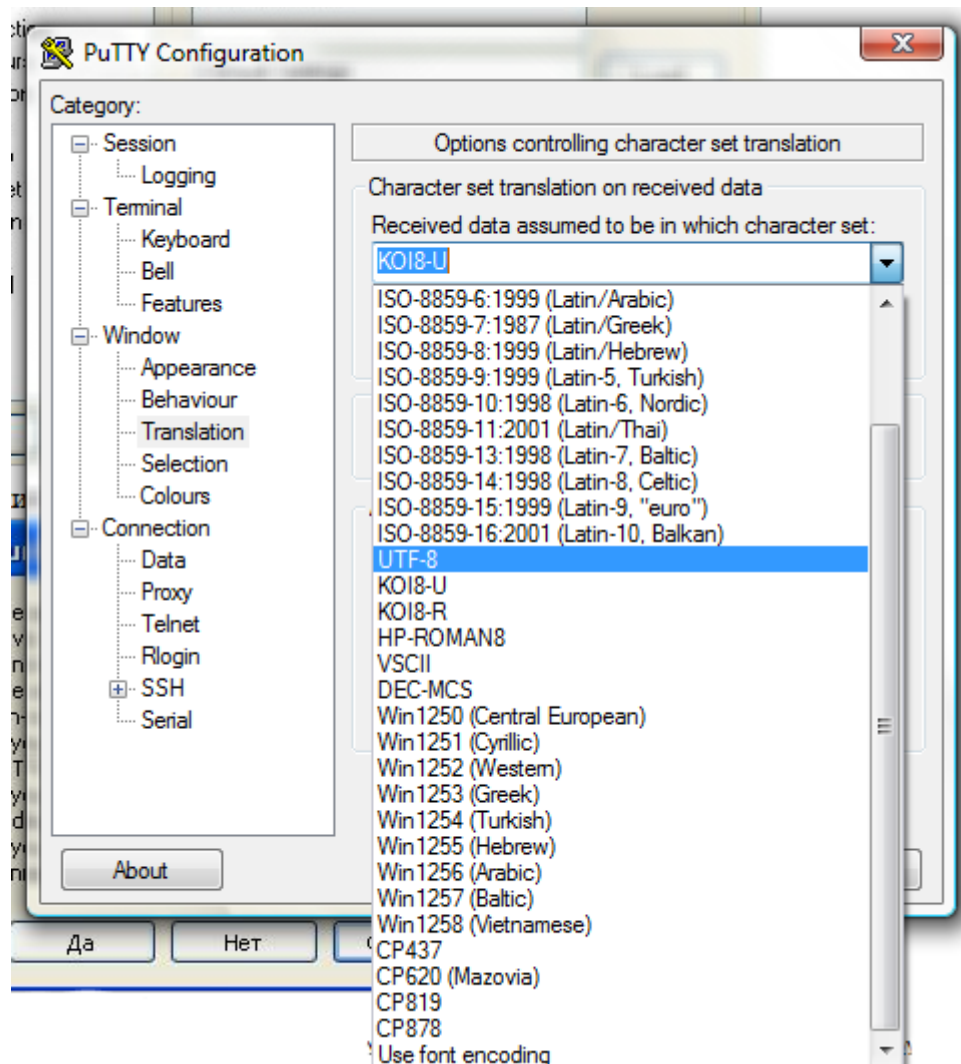 PuTTY Configuration
Category:
Session
Logging
Terminal
Keyboard
Bell
Features
Window
Appearance
Behaviour
Translation
Selection
Colours
Connection
Data
Proxy
Telnet
Rlogin
SSH
Serial
About
Options controlling character set translation
Character set translation on received data
Received data assumed to be in which character set:
KOI8-U
ISO-8859-6:1999 (Latin/Arabic)
ISO-8859-7:1987 (Latin/Greek)
ISO-8859-8:1999 (Latin/Hebrew)
ISO-8859-9:1999 (Latin-5, Turkish)
ISO-8859-10:1998 (Latin-6, Nordic)
ISO-8859-11:2001 (Latin/Thai)
ISO-8859-13:1998 (Latin-7, Baltic)
ISO-8859-14:1998 (Latin-8, Celtic)
ISO-8859-15:1999 (Latin-9, "euro")
ISO-8859-16:2001 (Latin-10, Balkan)
UTF-8
KOI8-U
KOI8-R
HP-ROMAN8
VSCII
DEC-MCS
Win1250 (Central European)
Win1251 (Cyrillic)
Win1252 (Western)
Win1253 (Greek)
Win1254 (Turkish)
Win1255 (Hebrew)
Win1256 (Arabic)
Win1257 (Baltic)
Win1258 (Vietnamese)
CP437
CP620 (Mazovia)
CP819
CP878
Use font encoding
Да
Нет